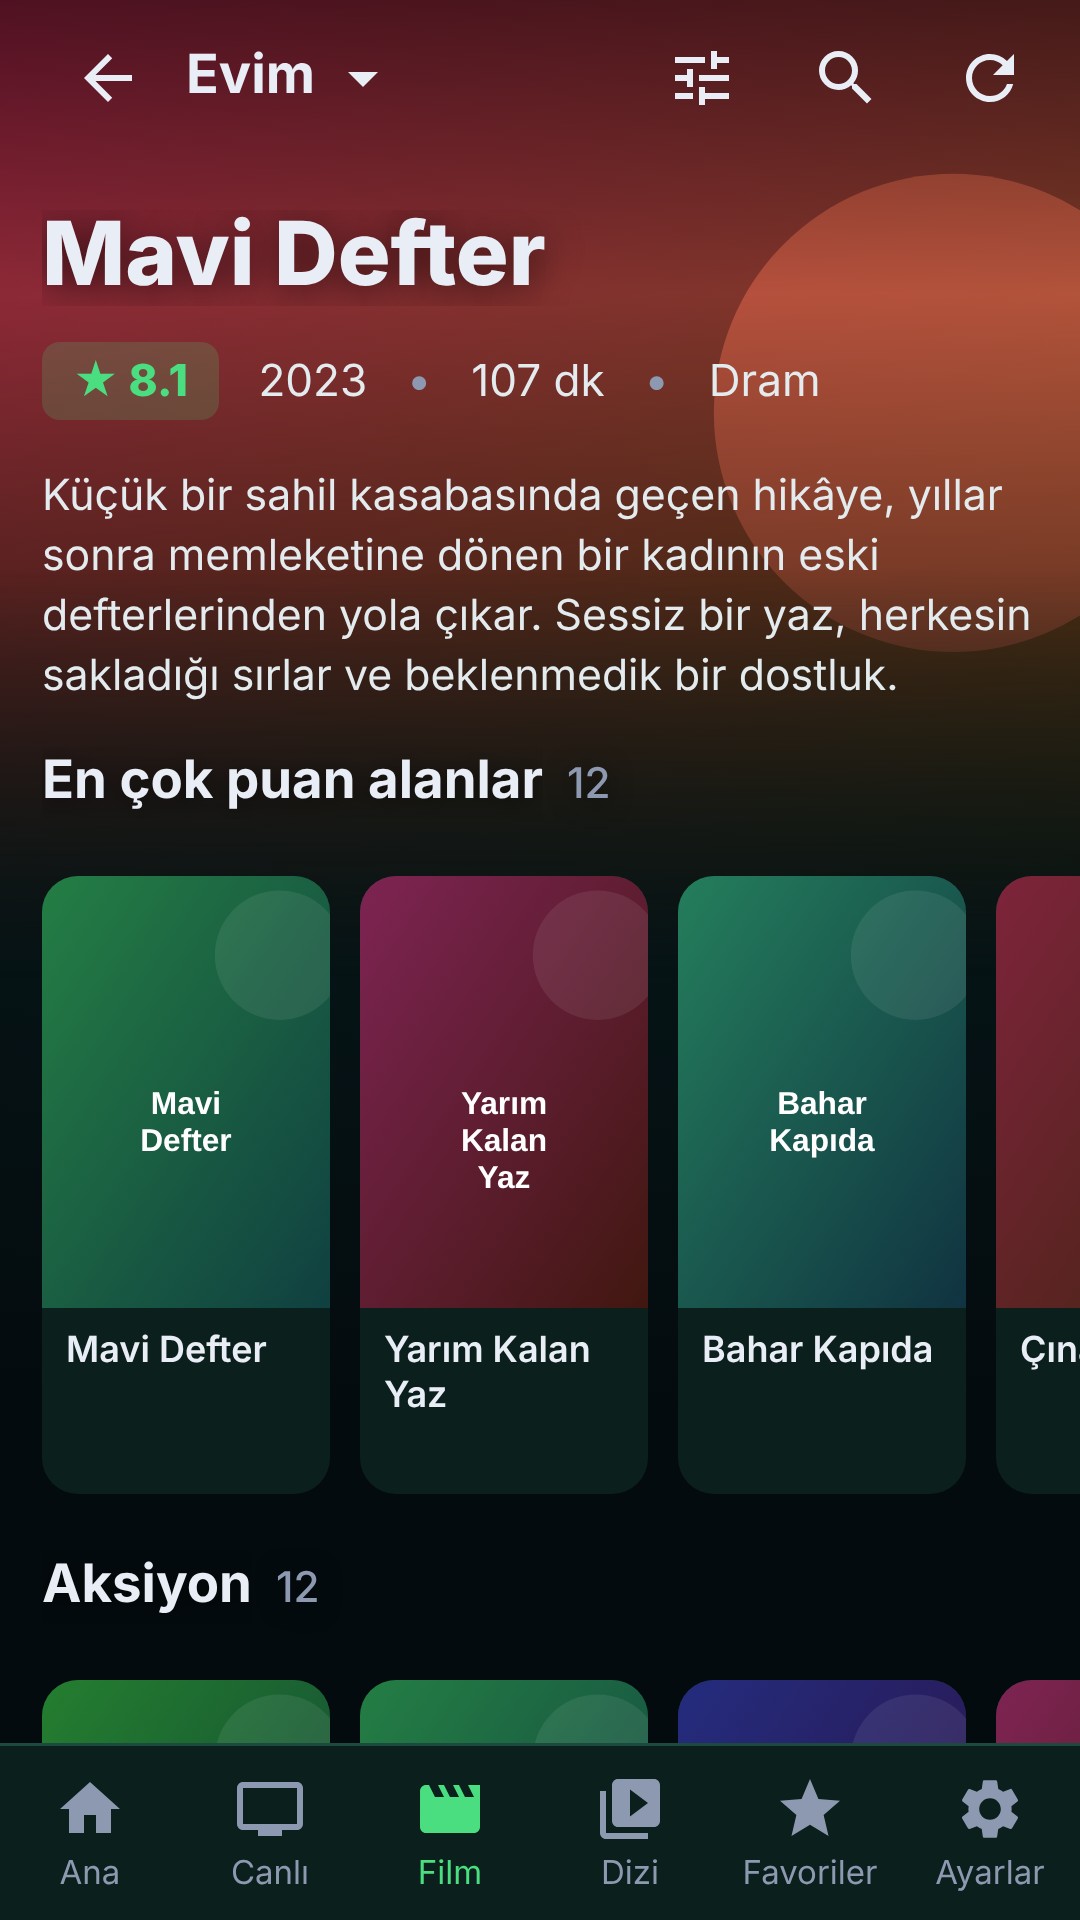 Evim
Mavi Defter
★ 8.1 2023 • 107 dk • Dram
Küçük bir sahil kasabasında geçen hikâye, yıllar
sonra memleketine dönen bir kadının eski
defterlerinden yola çıkar. Sessiz bir yaz, herkesin
sakladığı sırlar ve beklenmedik bir dostluk.
En çok puan alanlar 12
Mavi
Defter
Yarım
Kalan
Yaz
Bahar
Kapıda
Mavi Defter
Yarım Kalan
Yaz
Bahar Kapıda
Aksiyon 12
Ana Canlı Film Dizi Favoriler Ayarlar